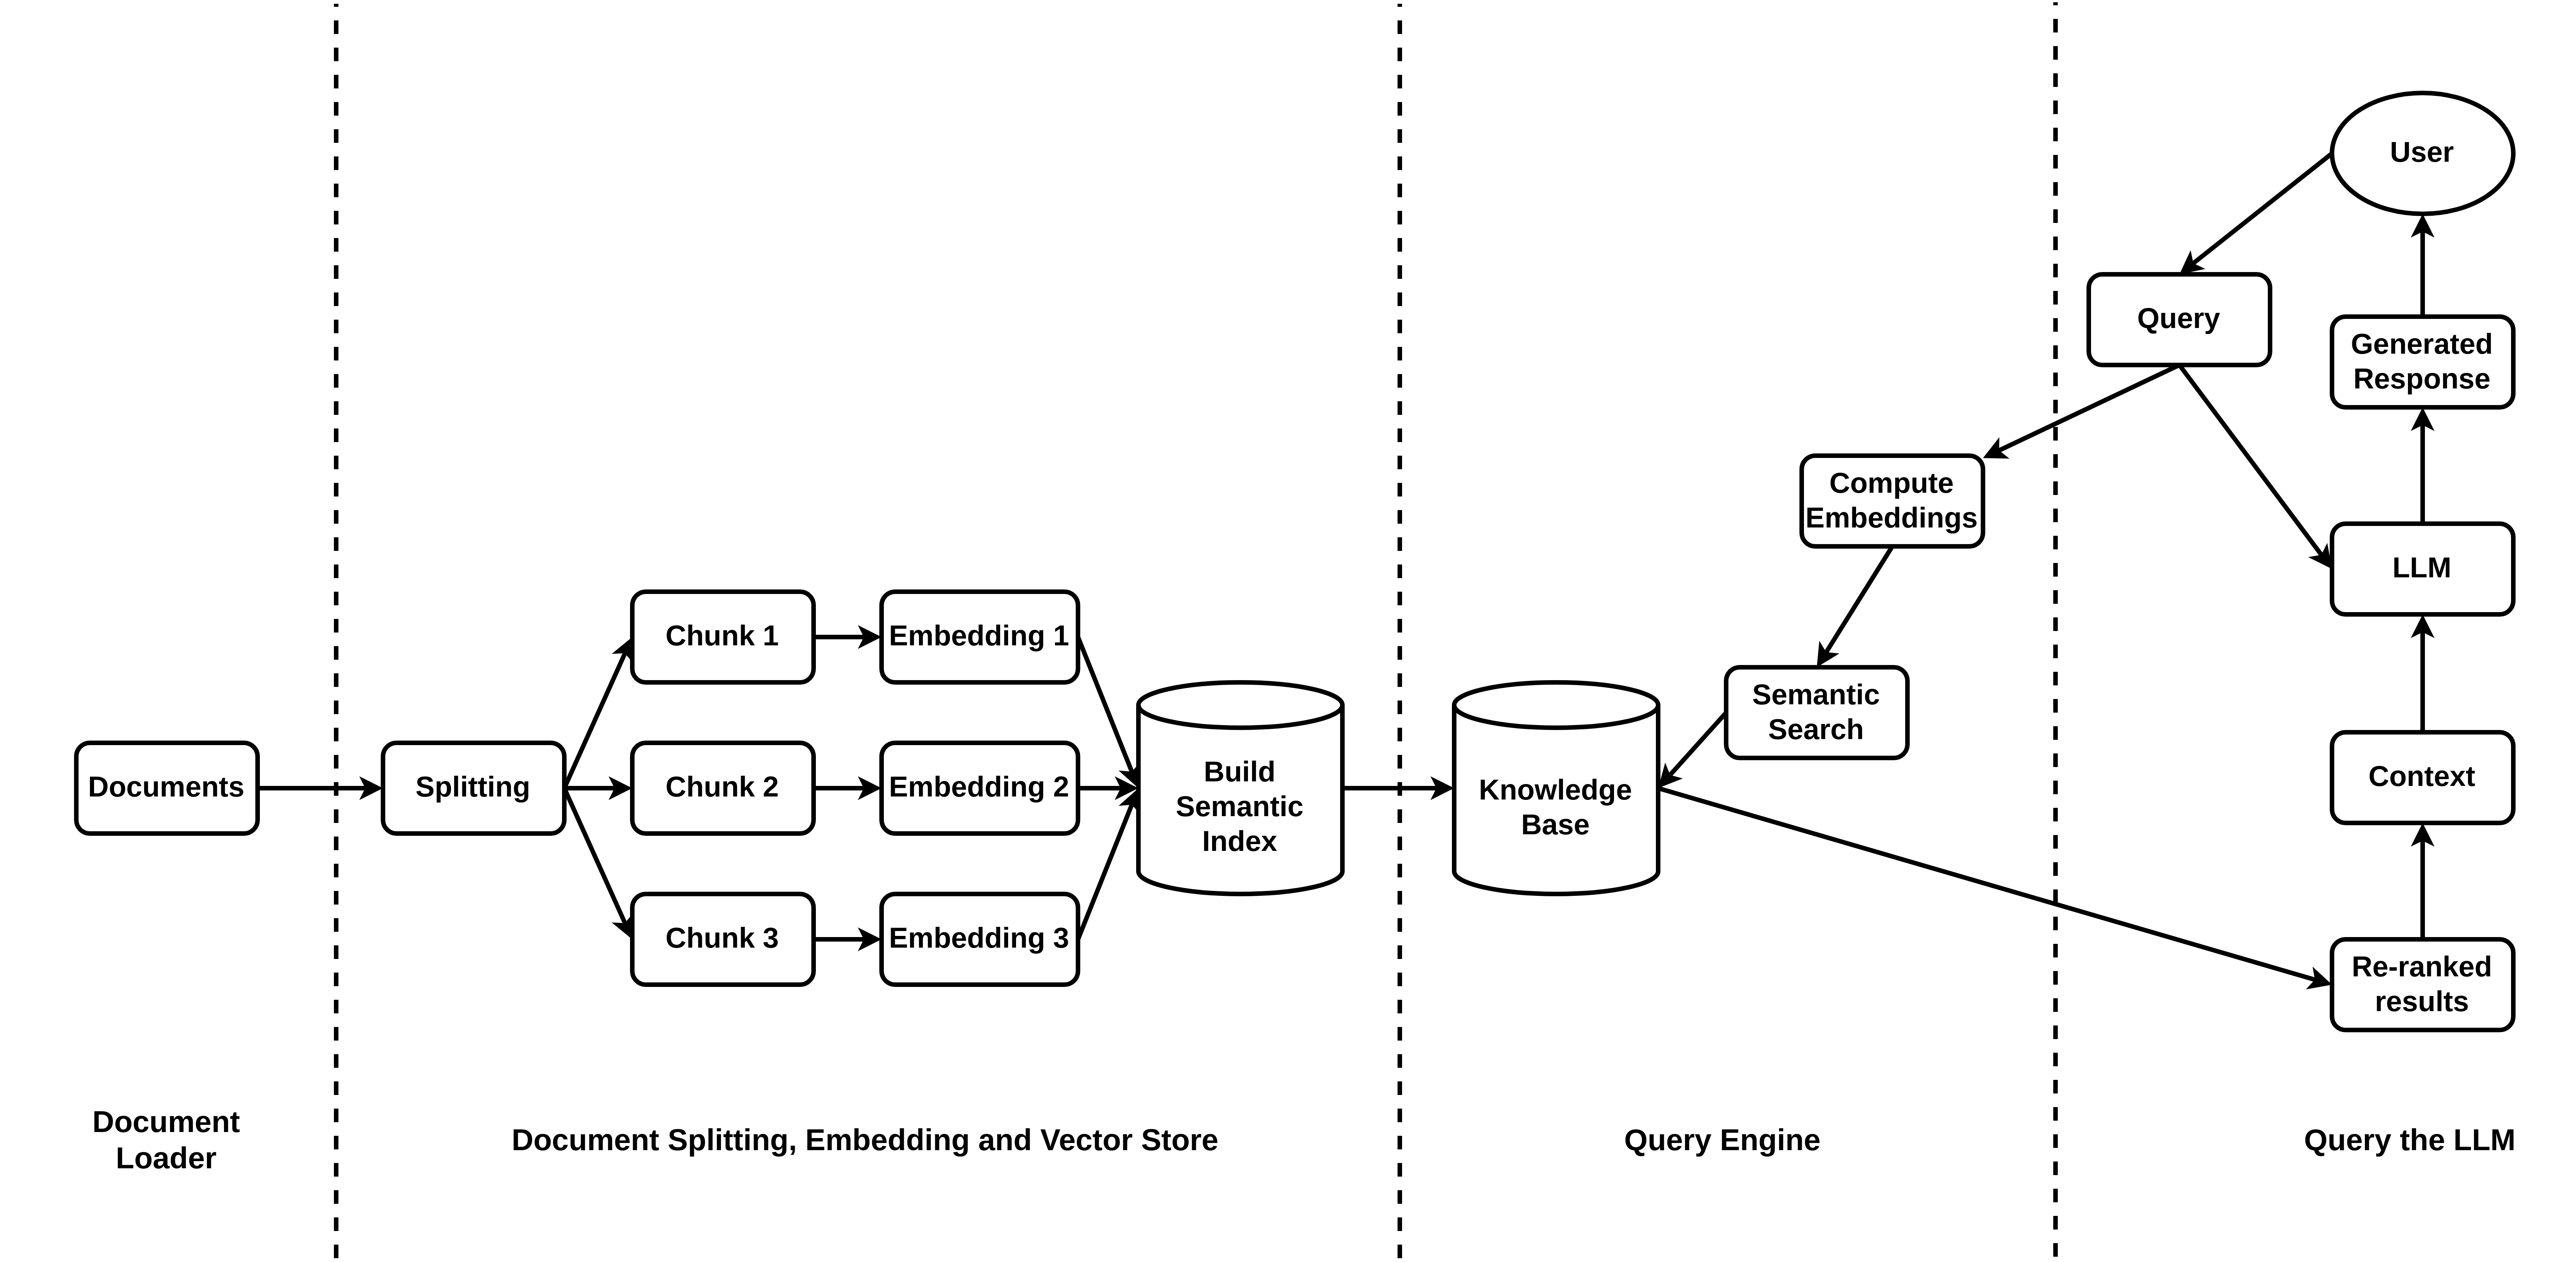 User
Query
Generated
Response
Compute
Embeddings
LLM
Chunk 1
Embedding 1
Semantic
Search
Documents
Splitting
Chunk 2
Embedding 2
Build
Semantic
Index
Knowledge
Base
Context
Chunk 3
Embedding 3
Re-ranked
results
Document
Loader
Document Splitting, Embedding and Vector Store
Query Engine
Query the LLM